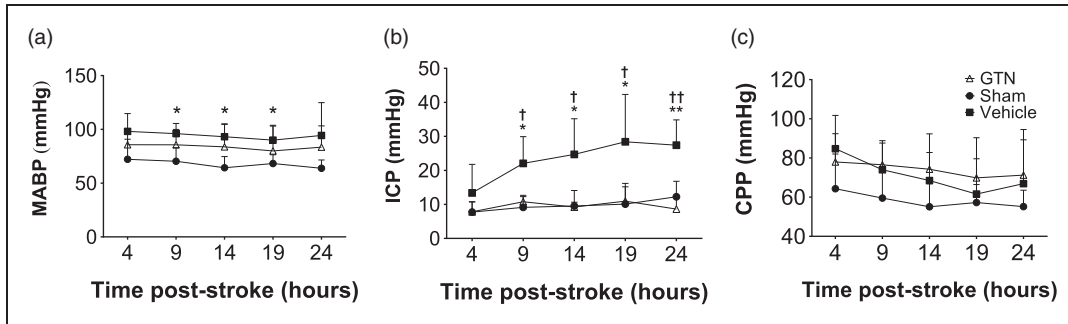 (a)
150
100
50
0
MABP (mmHg)
* * *
4 9 14 19 24
Time post-stroke (hours)
(b)
50
40
30
20
10
0
ICP (mmHg)
† † † ††
* * * **
4 9 14 19 24
Time post-stroke (hours)
(c)
120
100
80
60
40
CPP (mmHg)
GTN
Sham
Vehicle
4 9 14 19 24
Time post-stroke (hours)